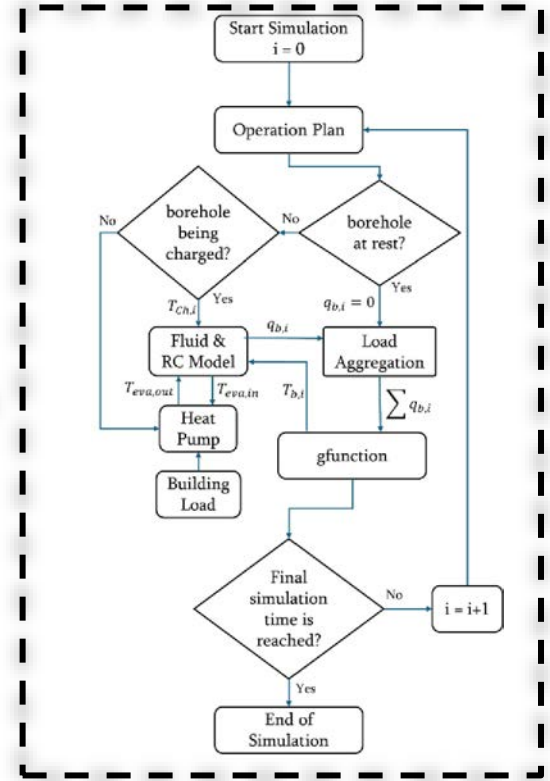 Start Simulation
i = 0
Operation Plan
No
borehole
being
charged?
No
borehole
at rest?
T_{Ch,i}
Yes
q_{b,i} = 0
Yes
Fluid &
RC Model
q_{b,i}
Load
Aggregation
T_{eva,out}
T_{eva,in}
T_{b,i}
∑ q_{b,i}
Heat
Pump
gfunction
Building
Load
Final
simulation
time is
reached?
No
i = i+1
Yes
End of
Simulation